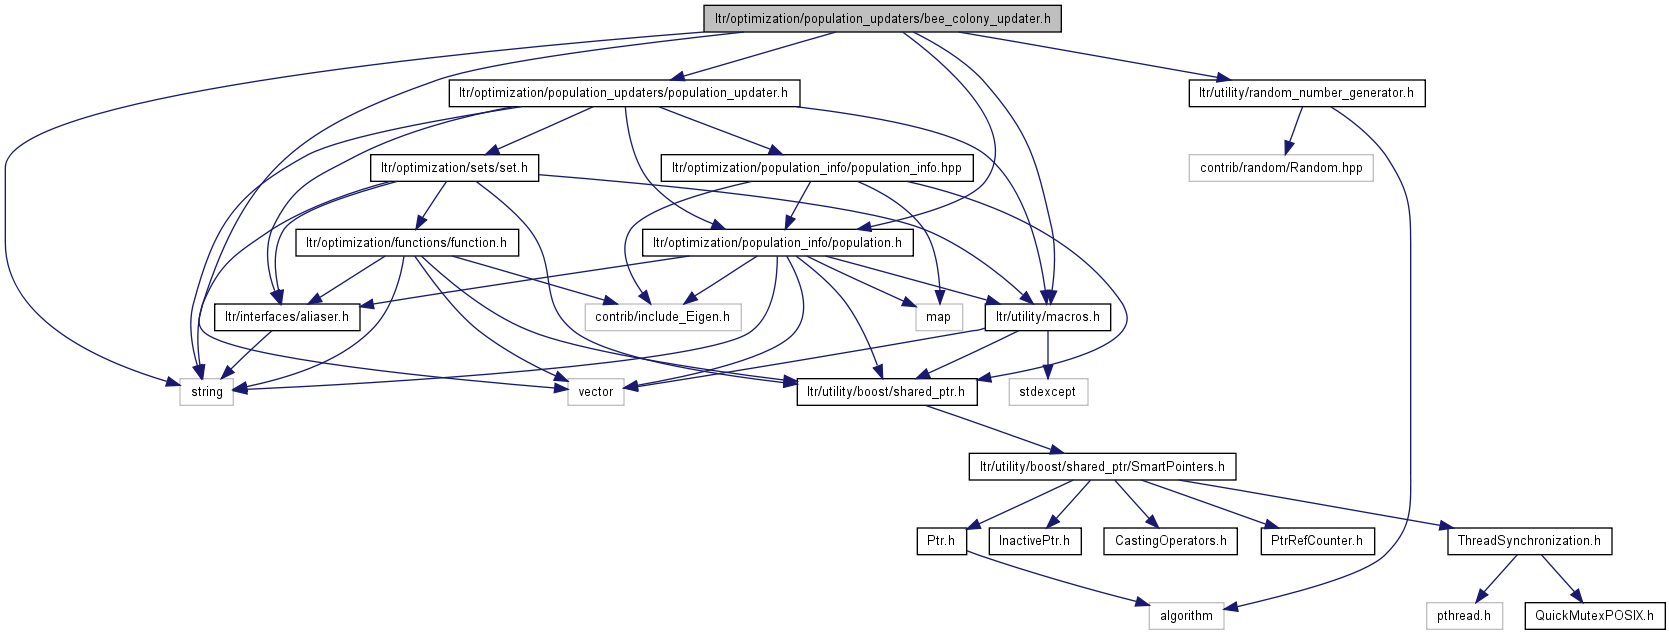 ltr/optimization/population_updaters/bee_colony_updater.h
ltr/optimization/population_updaters/population_updater.h
ltr/utility/random_number_generator.h
ltr/optimization/sets/set.h
ltr/optimization/population_info/population_info.hpp
contrib/random/Random.hpp
ltr/optimization/functions/function.h
ltr/optimization/population_info/population.h
ltr/interfaces/aliaser.h
contrib/include_Eigen.h
map
ltr/utility/macros.h
string
vector
ltr/utility/boost/shared_ptr.h
stdexcept
ltr/utility/boost/shared_ptr/SmartPointers.h
Ptr.h
InactivePtr.h
CastingOperators.h
PtrRefCounter.h
ThreadSynchronization.h
algorithm
pthread.h
QuickMutexPOSIX.h